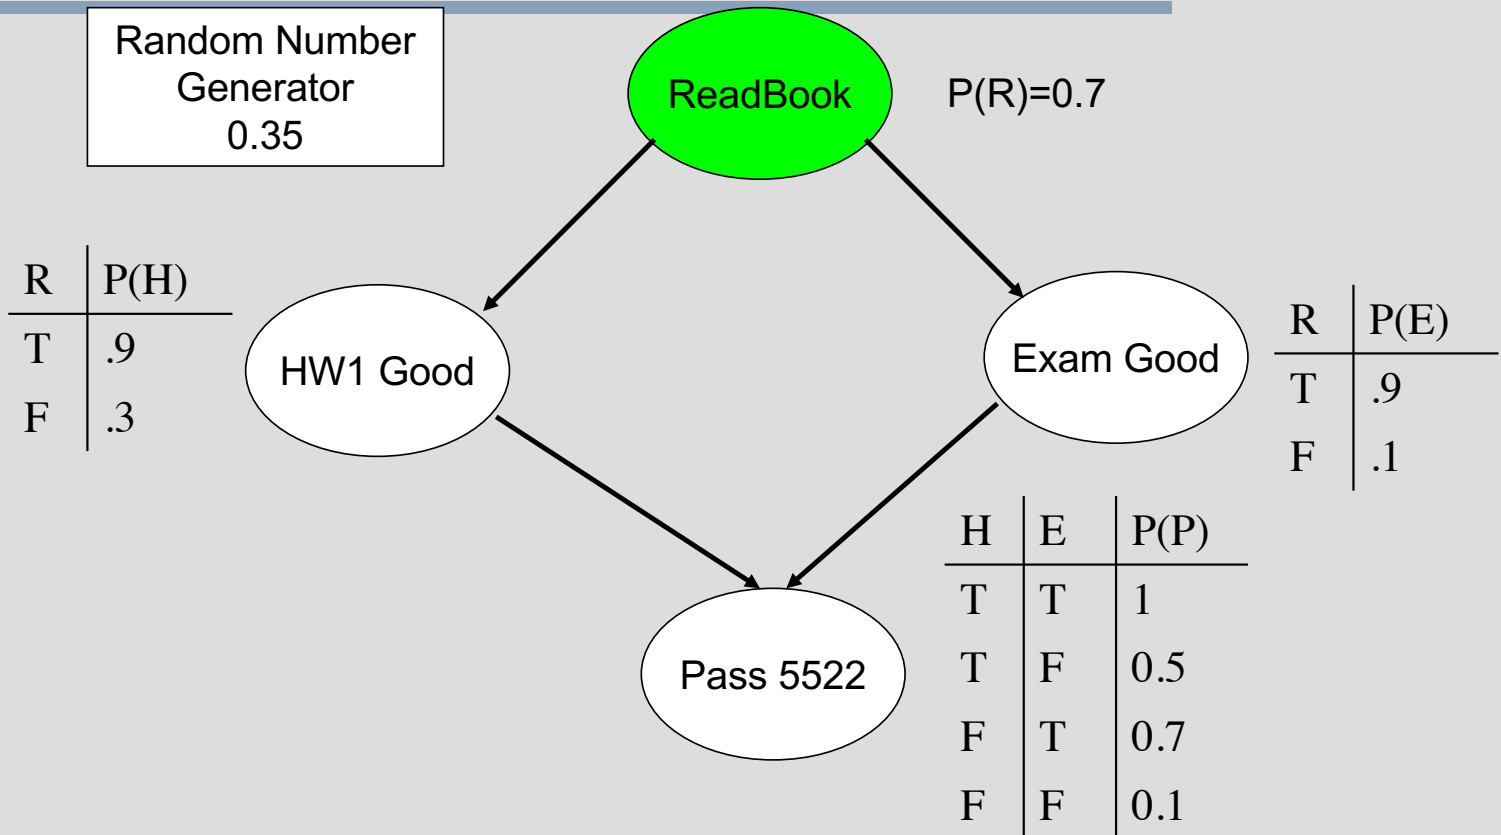 Random Number
Generator
0.35
ReadBook
P(R)=0.7
R P(H)
T .9
F .3
HW1 Good
Exam Good
R P(E)
T .9
F .1
Pass 5522
H E P(P)
T T 1
T F 0.5
F T 0.7
F F 0.1